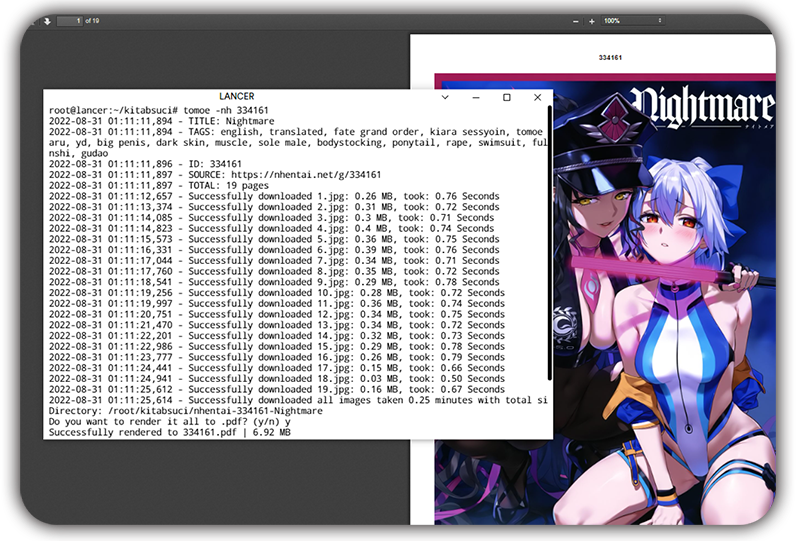 1 of 19
100%
334161
LANCER
root@lancer:~/kitabsuci# tomoe -nh 334161
2022-08-31 01:11:11,894 - TITLE: Nightmare
2022-08-31 01:11:11,894 - TAGS: english, translated, fate grand order, kiara sessyoin, tomoe
aru, yd, big penis, dark skin, muscle, sole male, bodystocking, ponytail, rape, swimsuit, ful
nshi, gudao
2022-08-31 01:11:11,896 - ID: 334161
2022-08-31 01:11:11,897 - SOURCE: https://nhentai.net/g/334161
2022-08-31 01:11:11,897 - TOTAL: 19 pages
2022-08-31 01:11:12,657 - Successfully downloaded 1.jpg: 0.26 MB, took: 0.76 Seconds
2022-08-31 01:11:13,374 - Successfully downloaded 2.jpg: 0.31 MB, took: 0.72 Seconds
2022-08-31 01:11:14,085 - Successfully downloaded 3.jpg: 0.3 MB, took: 0.71 Seconds
2022-08-31 01:11:14,823 - Successfully downloaded 4.jpg: 0.4 MB, took: 0.74 Seconds
2022-08-31 01:11:15,573 - Successfully downloaded 5.jpg: 0.36 MB, took: 0.75 Seconds
2022-08-31 01:11:16,331 - Successfully downloaded 6.jpg: 0.39 MB, took: 0.76 Seconds
2022-08-31 01:11:17,044 - Successfully downloaded 7.jpg: 0.34 MB, took: 0.71 Seconds
2022-08-31 01:11:17,760 - Successfully downloaded 8.jpg: 0.35 MB, took: 0.72 Seconds
2022-08-31 01:11:18,541 - Successfully downloaded 9.jpg: 0.29 MB, took: 0.78 Seconds
2022-08-31 01:11:19,256 - Successfully downloaded 10.jpg: 0.28 MB, took: 0.72 Seconds
2022-08-31 01:11:19,997 - Successfully downloaded 11.jpg: 0.36 MB, took: 0.74 Seconds
2022-08-31 01:11:20,751 - Successfully downloaded 12.jpg: 0.34 MB, took: 0.75 Seconds
2022-08-31 01:11:21,470 - Successfully downloaded 13.jpg: 0.34 MB, took: 0.72 Seconds
2022-08-31 01:11:22,201 - Successfully downloaded 14.jpg: 0.32 MB, took: 0.73 Seconds
2022-08-31 01:11:22,986 - Successfully downloaded 15.jpg: 0.29 MB, took: 0.78 Seconds
2022-08-31 01:11:23,777 - Successfully downloaded 16.jpg: 0.26 MB, took: 0.79 Seconds
2022-08-31 01:11:24,441 - Successfully downloaded 17.jpg: 0.15 MB, took: 0.66 Seconds
2022-08-31 01:11:24,941 - Successfully downloaded 18.jpg: 0.03 MB, took: 0.50 Seconds
2022-08-31 01:11:25,612 - Successfully downloaded 19.jpg: 0.16 MB, took: 0.67 Seconds
2022-08-31 01:11:25,614 - Successfully downloaded all images taken 0.25 minutes with total si
Directory: /root/kitabsuci/nhentai-334161-Nightmare
Do you want to render it all to .pdf? (y/n) y
Successfully rendered to 334161.pdf | 6.92 MB
Nightmare
ナイトメア